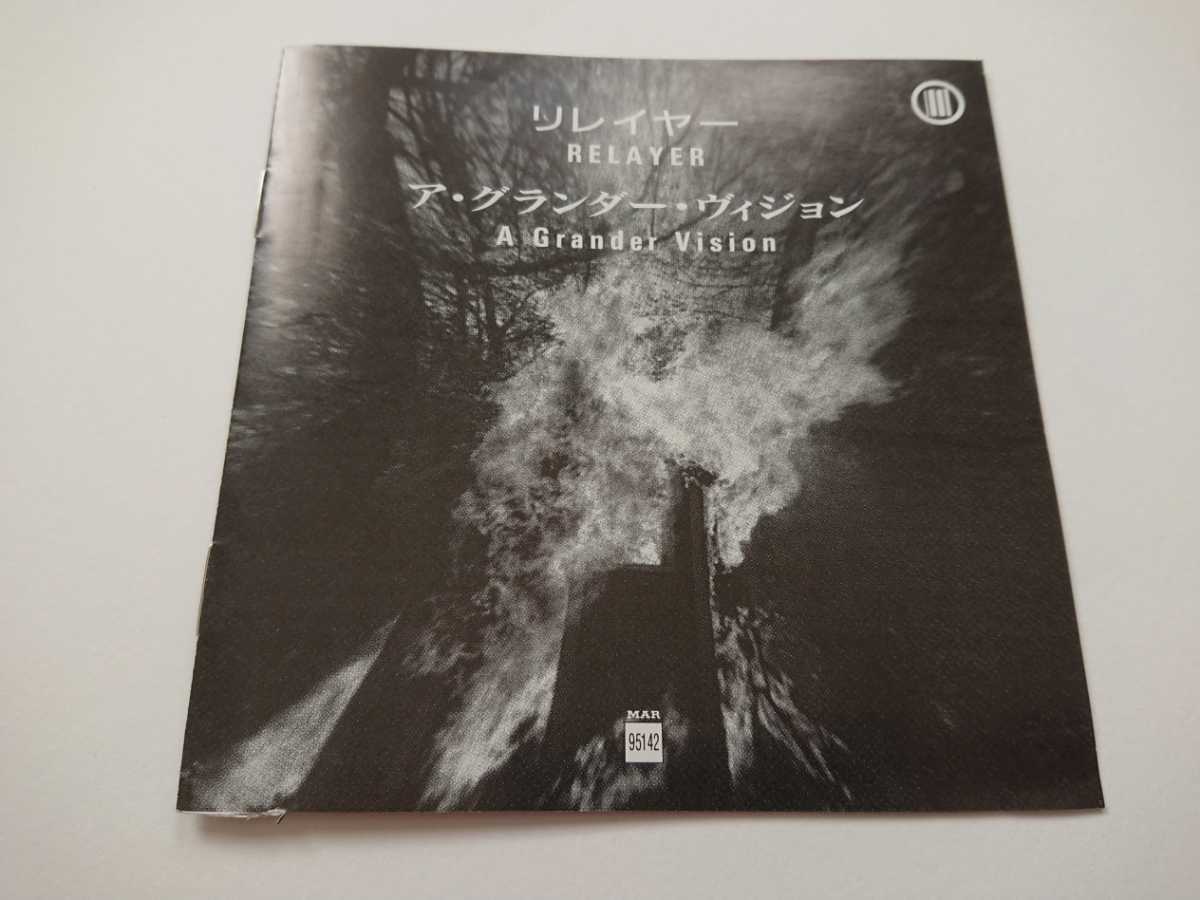 リレイヤー
RELAYER
ア・グランダー・ヴィジョン
A Grander Vision
MAR
95142